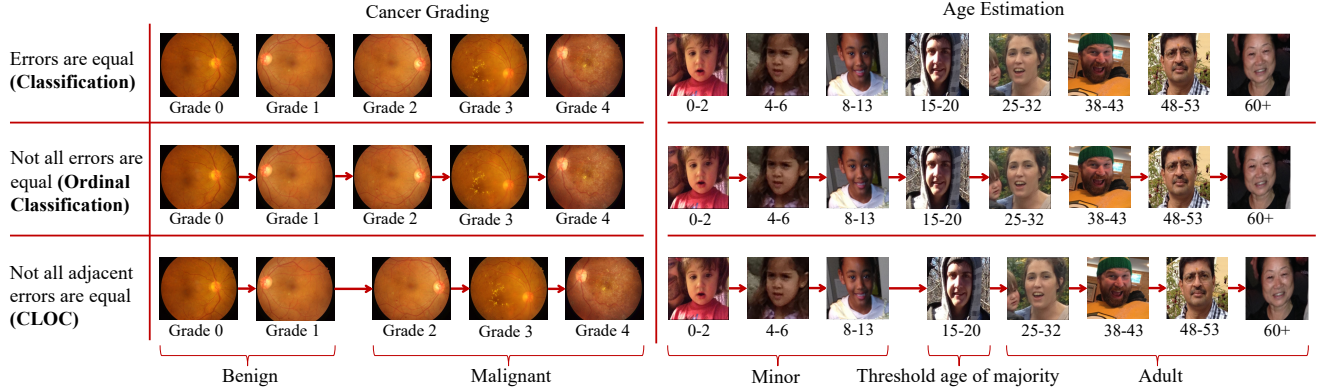 Cancer Grading
Age Estimation
Errors are equal
(Classification)
Grade 0
Grade 1
Grade 2
Grade 3
Grade 4
0-2
4-6
8-13
15-20
25-32
38-43
48-53
60+
Not all errors are
equal (Ordinal
Classification)
Grade 0
Grade 1
Grade 2
Grade 3
Grade 4
0-2
4-6
8-13
15-20
25-32
38-43
48-53
60+
Not all adjacent
errors are equal
(CLOC)
Grade 0
Grade 1
Grade 2
Grade 3
Grade 4
0-2
4-6
8-13
15-20
25-32
38-43
48-53
60+
Benign
Malignant
Minor
Threshold age of majority
Adult